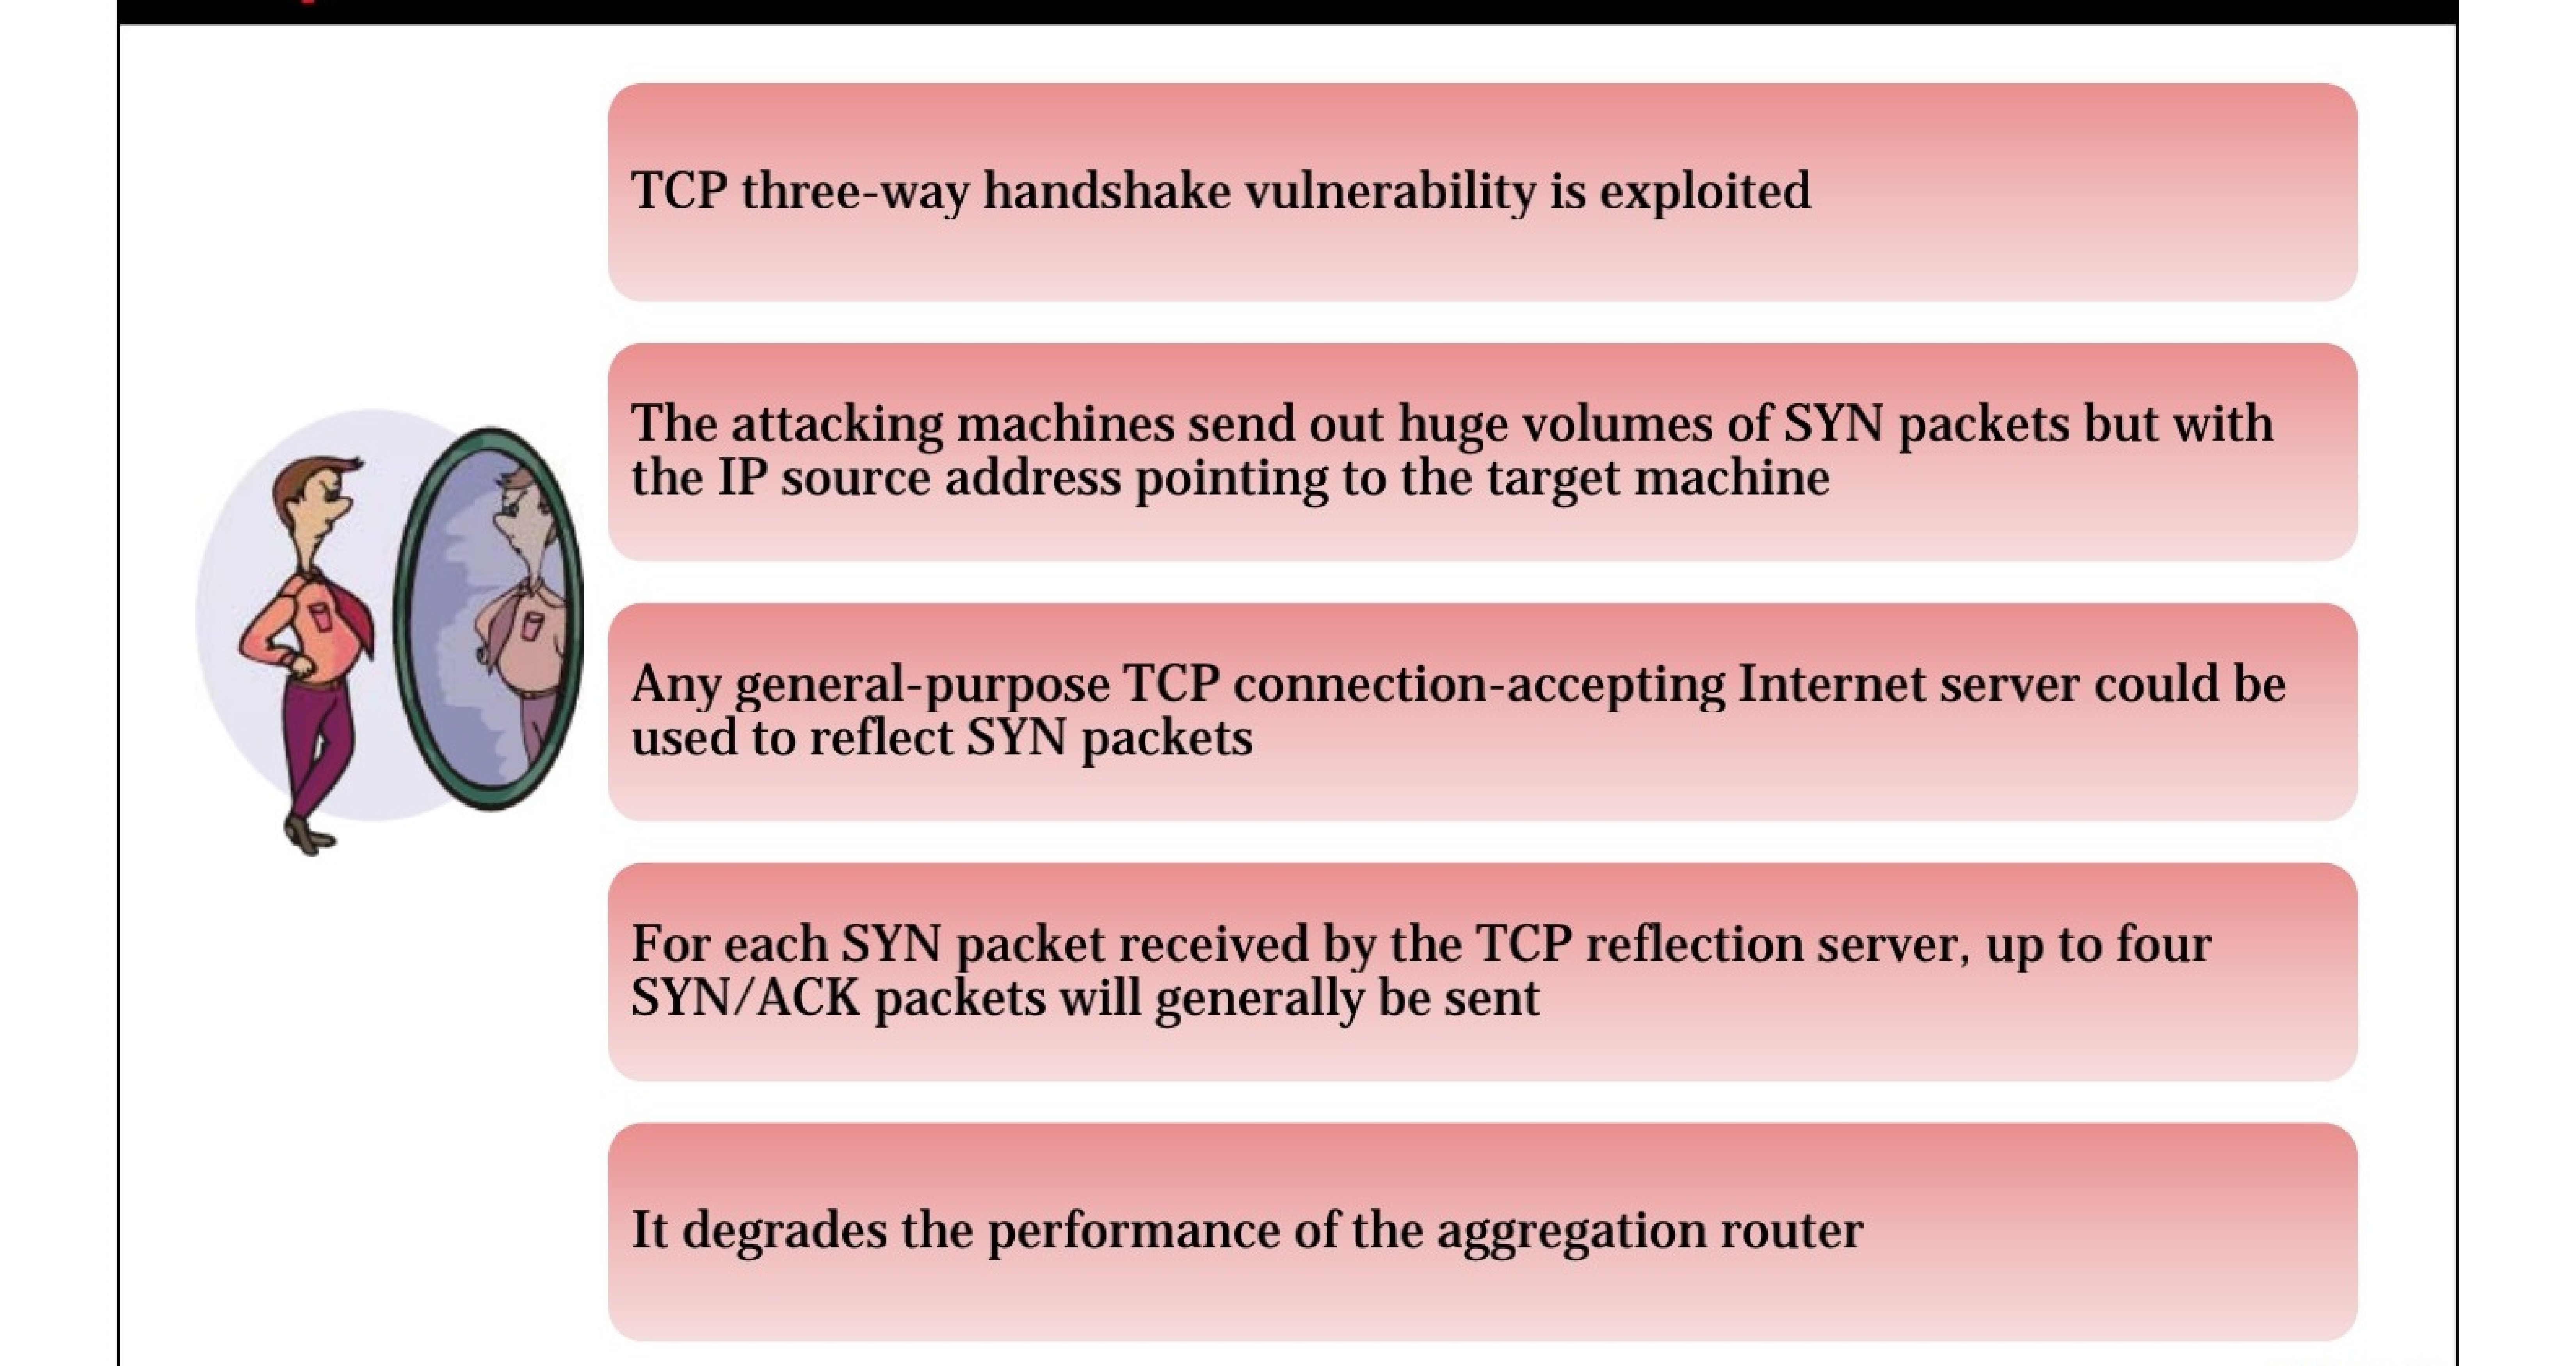 TCP three-way handshake vulnerability is exploited
The attacking machines send out huge volumes of SYN packets but with
the IP source address pointing to the target machine
Any general-purpose TCP connection-accepting Internet server could be
used to reflect SYN packets
For each SYN packet received by the TCP reflection server, up to four
SYN/ACK packets will generally be sent
It degrades the performance of the aggregation router